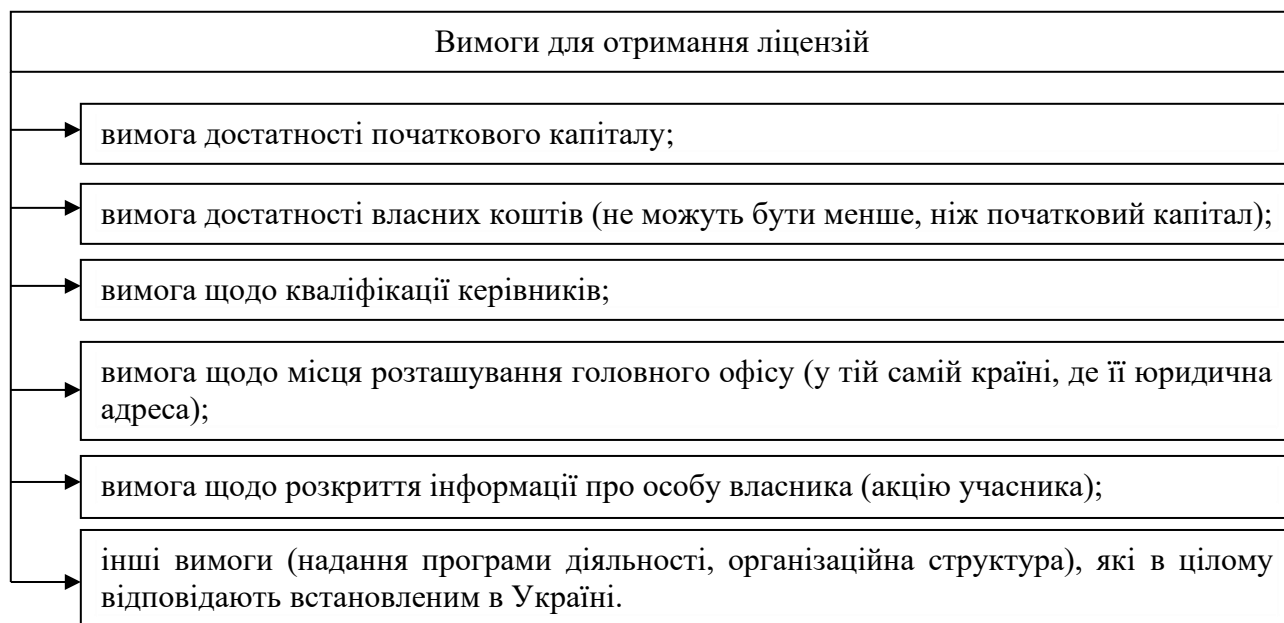 Вимоги для отримання ліцензій
вимога достатності початкового капіталу;
вимога достатності власних коштів (не можуть бути менше, ніж початковий капітал);
вимога щодо кваліфікації керівників;
вимога щодо місця розташування головного офісу (у тій самій країні, де її юридична
адреса);
вимога щодо розкриття інформації про особу власника (акцію учасника);
інші вимоги (надання програми діяльності, організаційна структура), які в цілому
відповідають встановленим в Україні.